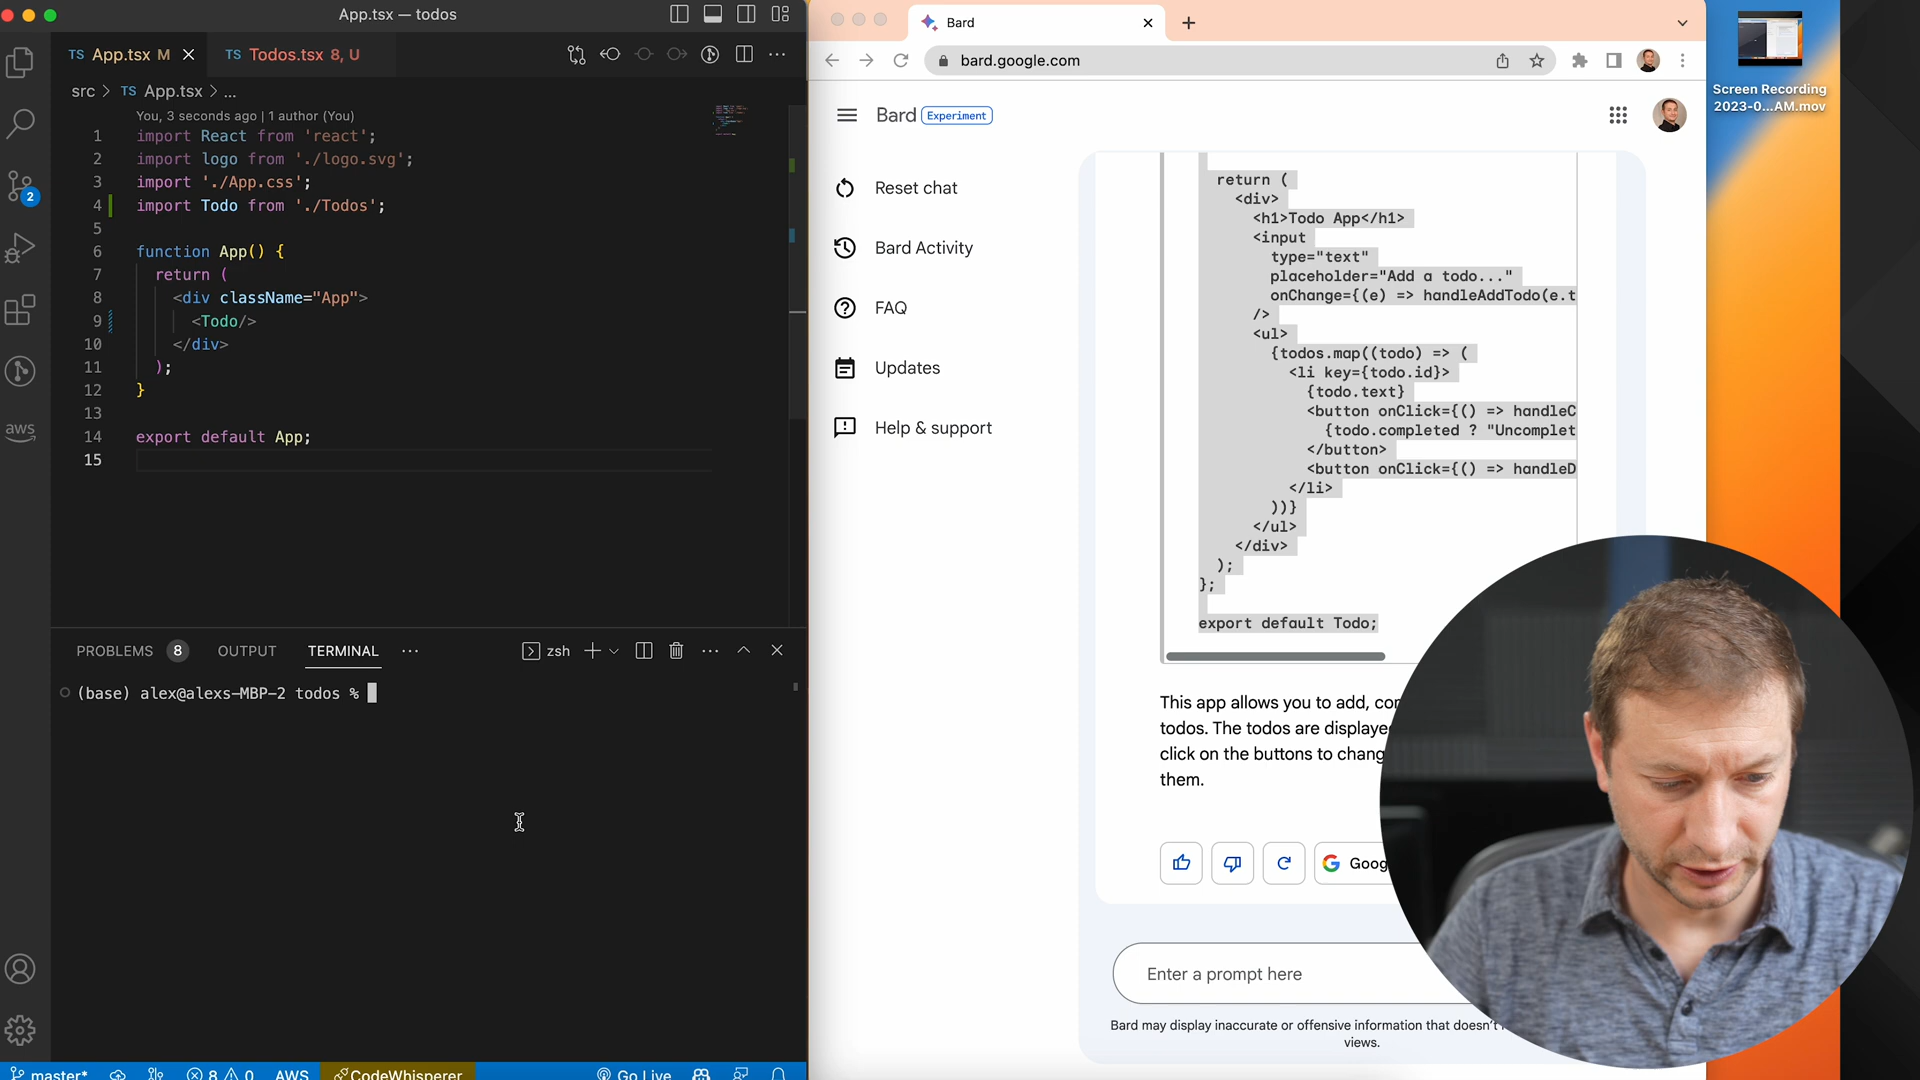 App.tsx — todos
TS App.tsx M
TS Todos.tsx 8, U
src > TS App.tsx > ...
You, 3 seconds ago | 1 author (You)
1 import React from 'react';
2 import logo from './logo.svg';
3 import './App.css';
4 import Todo from './Todos';
5
6 function App() {
7 return (
8 <div className="App">
9 <Todo/>
10 </div>
11 );
12 }
13
14 export default App;
15
2
aws
PROBLEMS 8 OUTPUT TERMINAL ... zsh
(base) alex@alexs-MBP-2 todos %
master* 8 0 AWS CodeWhisperer Go Live
Bard
bard.google.com
Bard Experiment
Reset chat
Bard Activity
FAQ
Updates
Help & support
return (
<div>
<h1>Todo App</h1>
<input
type="text"
placeholder="Add a todo..."
onChange={(e) => handleAddTodo(e.t
/>
<ul>
{todos.map((todo) => (
<li key={todo.id}>
{todo.text}
<button onClick={() => handleC
{todo.completed ? "Uncomplet
</button>
<button onClick={() => handleD
</li>
))}
</ul>
</div>
);
};
export default Todo;
This app allows you to add, 
todos. The todos are 
click on the buttons to 
them.
Enter a prompt here
Bard may display inaccurate or offensive information that doesn't
views.
Screen Recording
2023-0...AM.mov